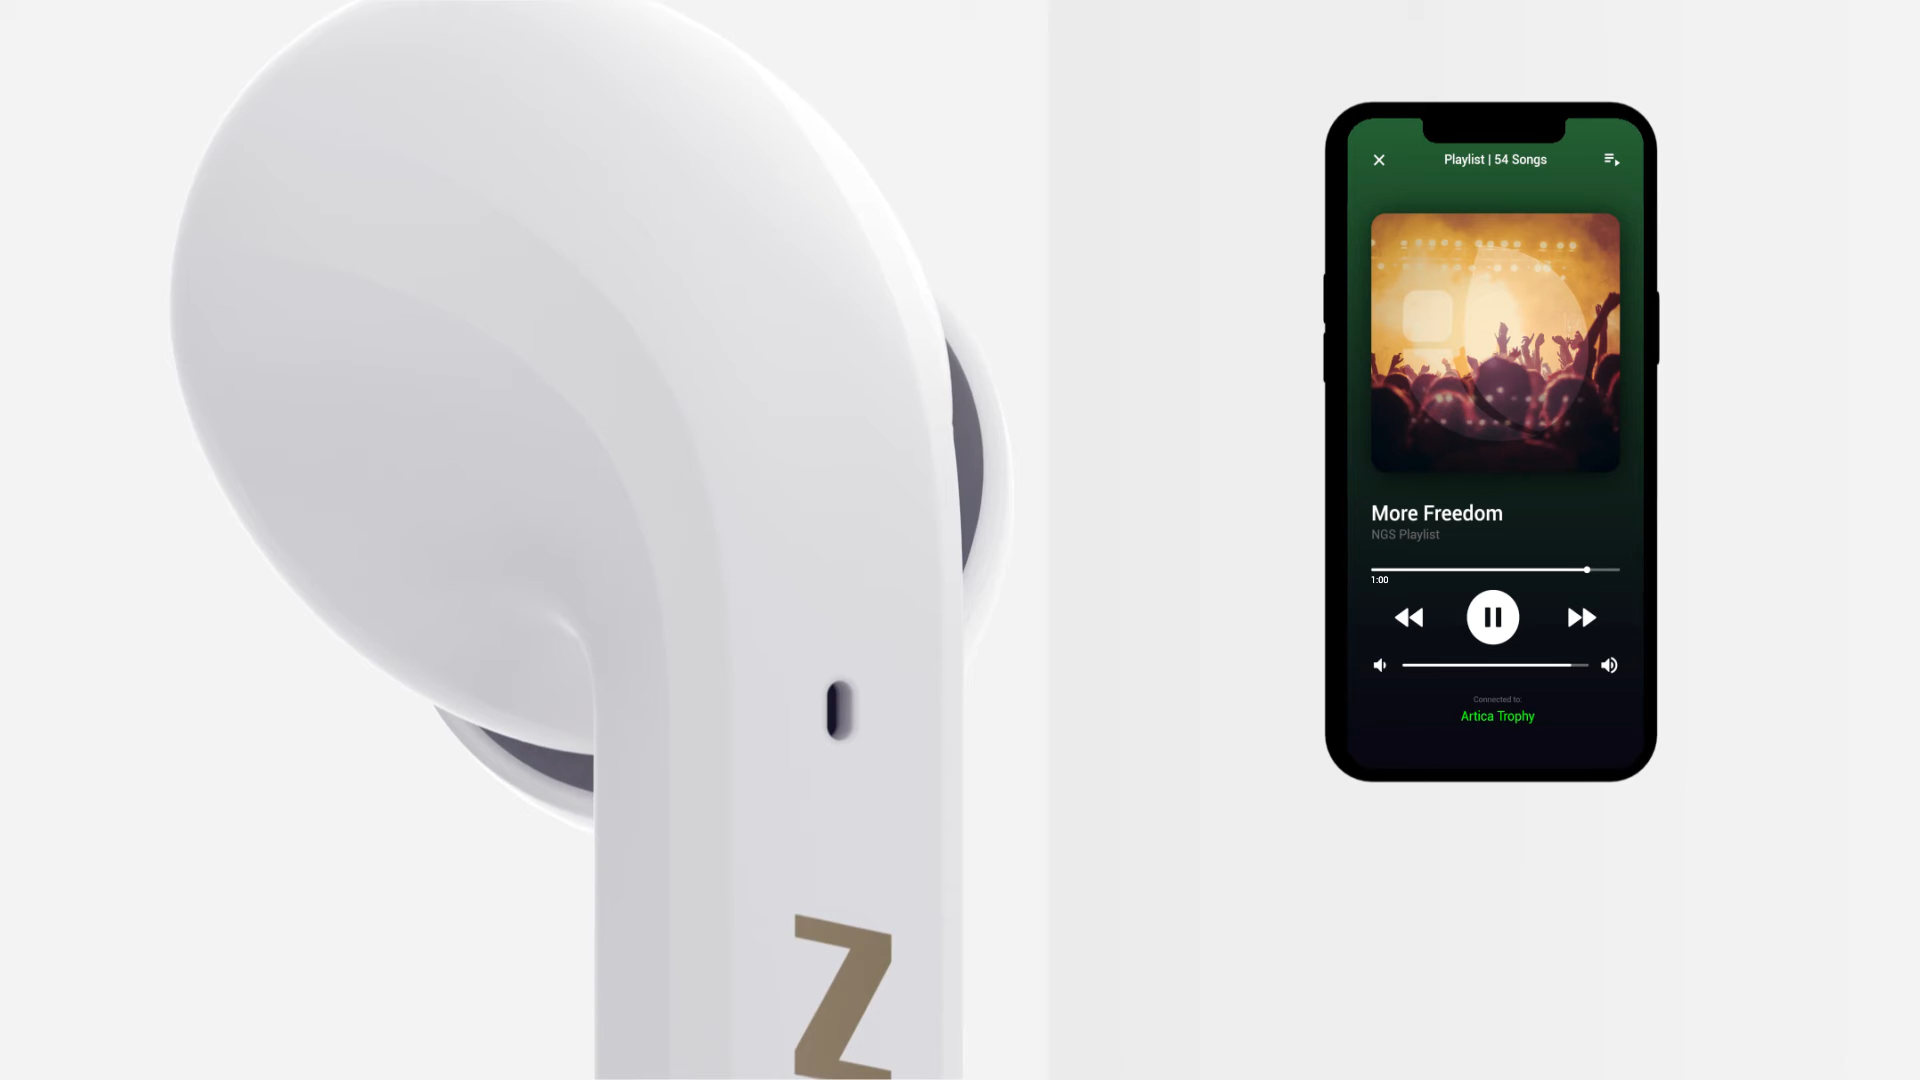 Playlist | 54 Songs
More Freedom
NGS Playlist
1:00
Connected to:
Artica Trophy
Z